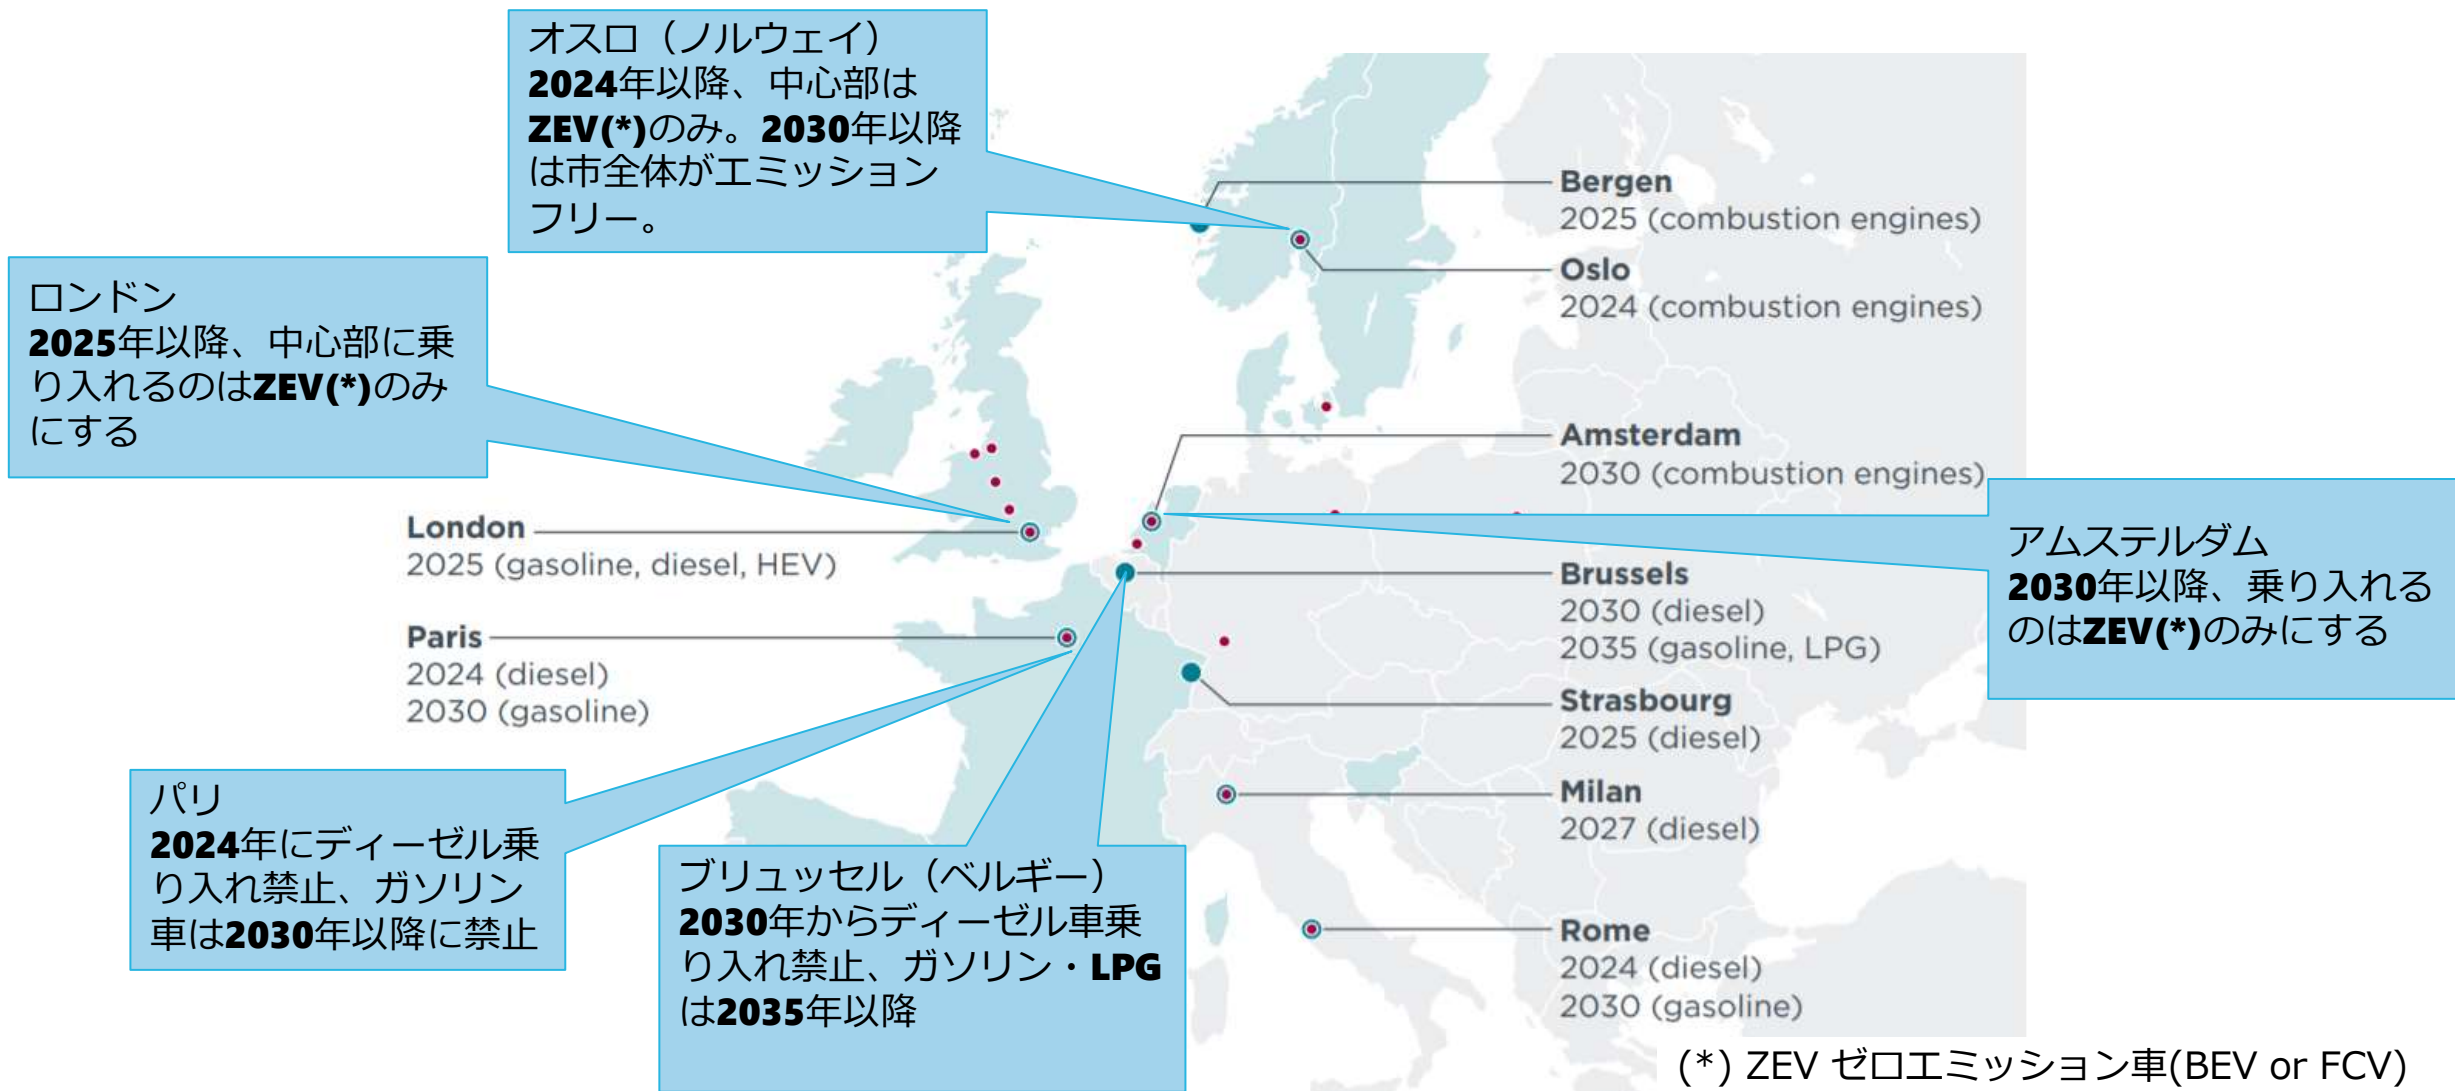 オスロ（ノルウェイ）
2024年以降、中心部は
ZEV(*)のみ。2030年以降
は市全体がエミッション
フリー。
ロンドン
2025年以降、中心部に乗
り入れるのはZEV(*)のみ
にする
Bergen
2025 (combustion engines)
Oslo
2024 (combustion engines)
Amsterdam
2030 (combustion engines)
アムステルダム
2030年以降、乗り入れる
のはZEV(*)のみにする
London
2025 (gasoline, diesel, HEV)
Paris
2024 (diesel)
2030 (gasoline)
Brussels
2030 (diesel)
2035 (gasoline, LPG)
Strasbourg
2025 (diesel)
Milan
2027 (diesel)
Rome
2024 (diesel)
2030 (gasoline)
パリ
2024年にディーゼル乗
り入れ禁止、ガソリン
車は2030年以降に禁止
ブリュッセル（ベルギー）
2030年からディーゼル車乗
り入れ禁止、ガソリン・LPG
は2035年以降
(*) ZEV ゼロエミッション車(BEV or FCV)